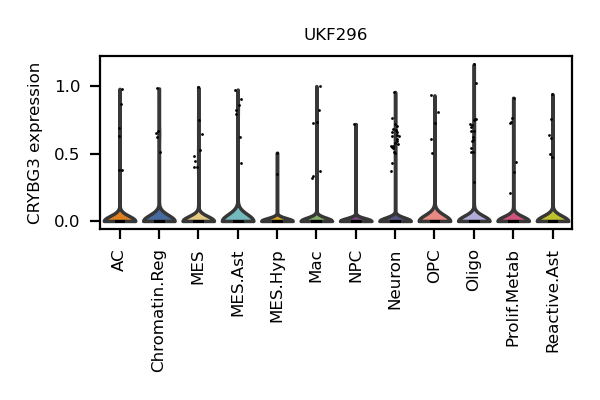 UKF296
CRYBG3 expression
1.0
0.5
0.0
AC
Chromatin.Reg
MES
MES.Ast
MES.Hyp
Mac
NPC
Neuron
OPC
Oligo
Prolif.Metab
Reactive.Ast